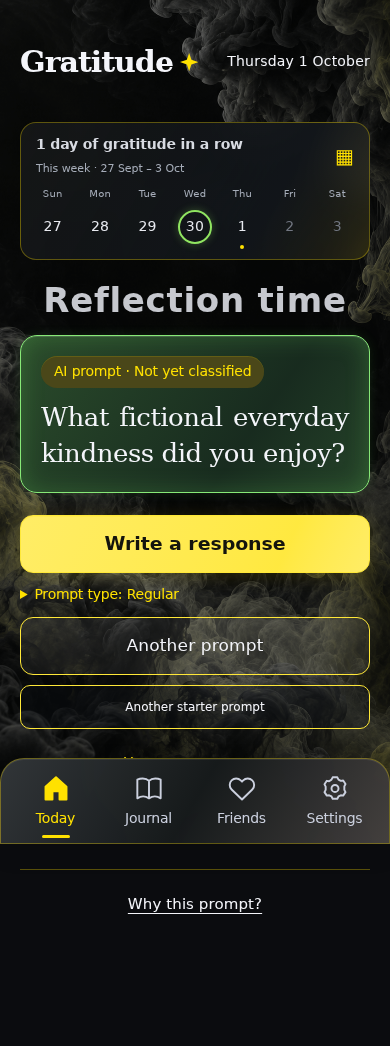 Gratitude
Thursday 1 October
1 day of gratitude in a row
This week · 27 Sept – 3 Oct
Sun Mon Tue Wed Thu Fri Sat
27 28 29 30 1 2 3
Reflection time
AI prompt · Not yet classified
What fictional everyday
kindness did you enjoy?
Write a response
Prompt type: Regular
Another prompt
Another starter prompt
Today Journal Friends Settings
Why this prompt?